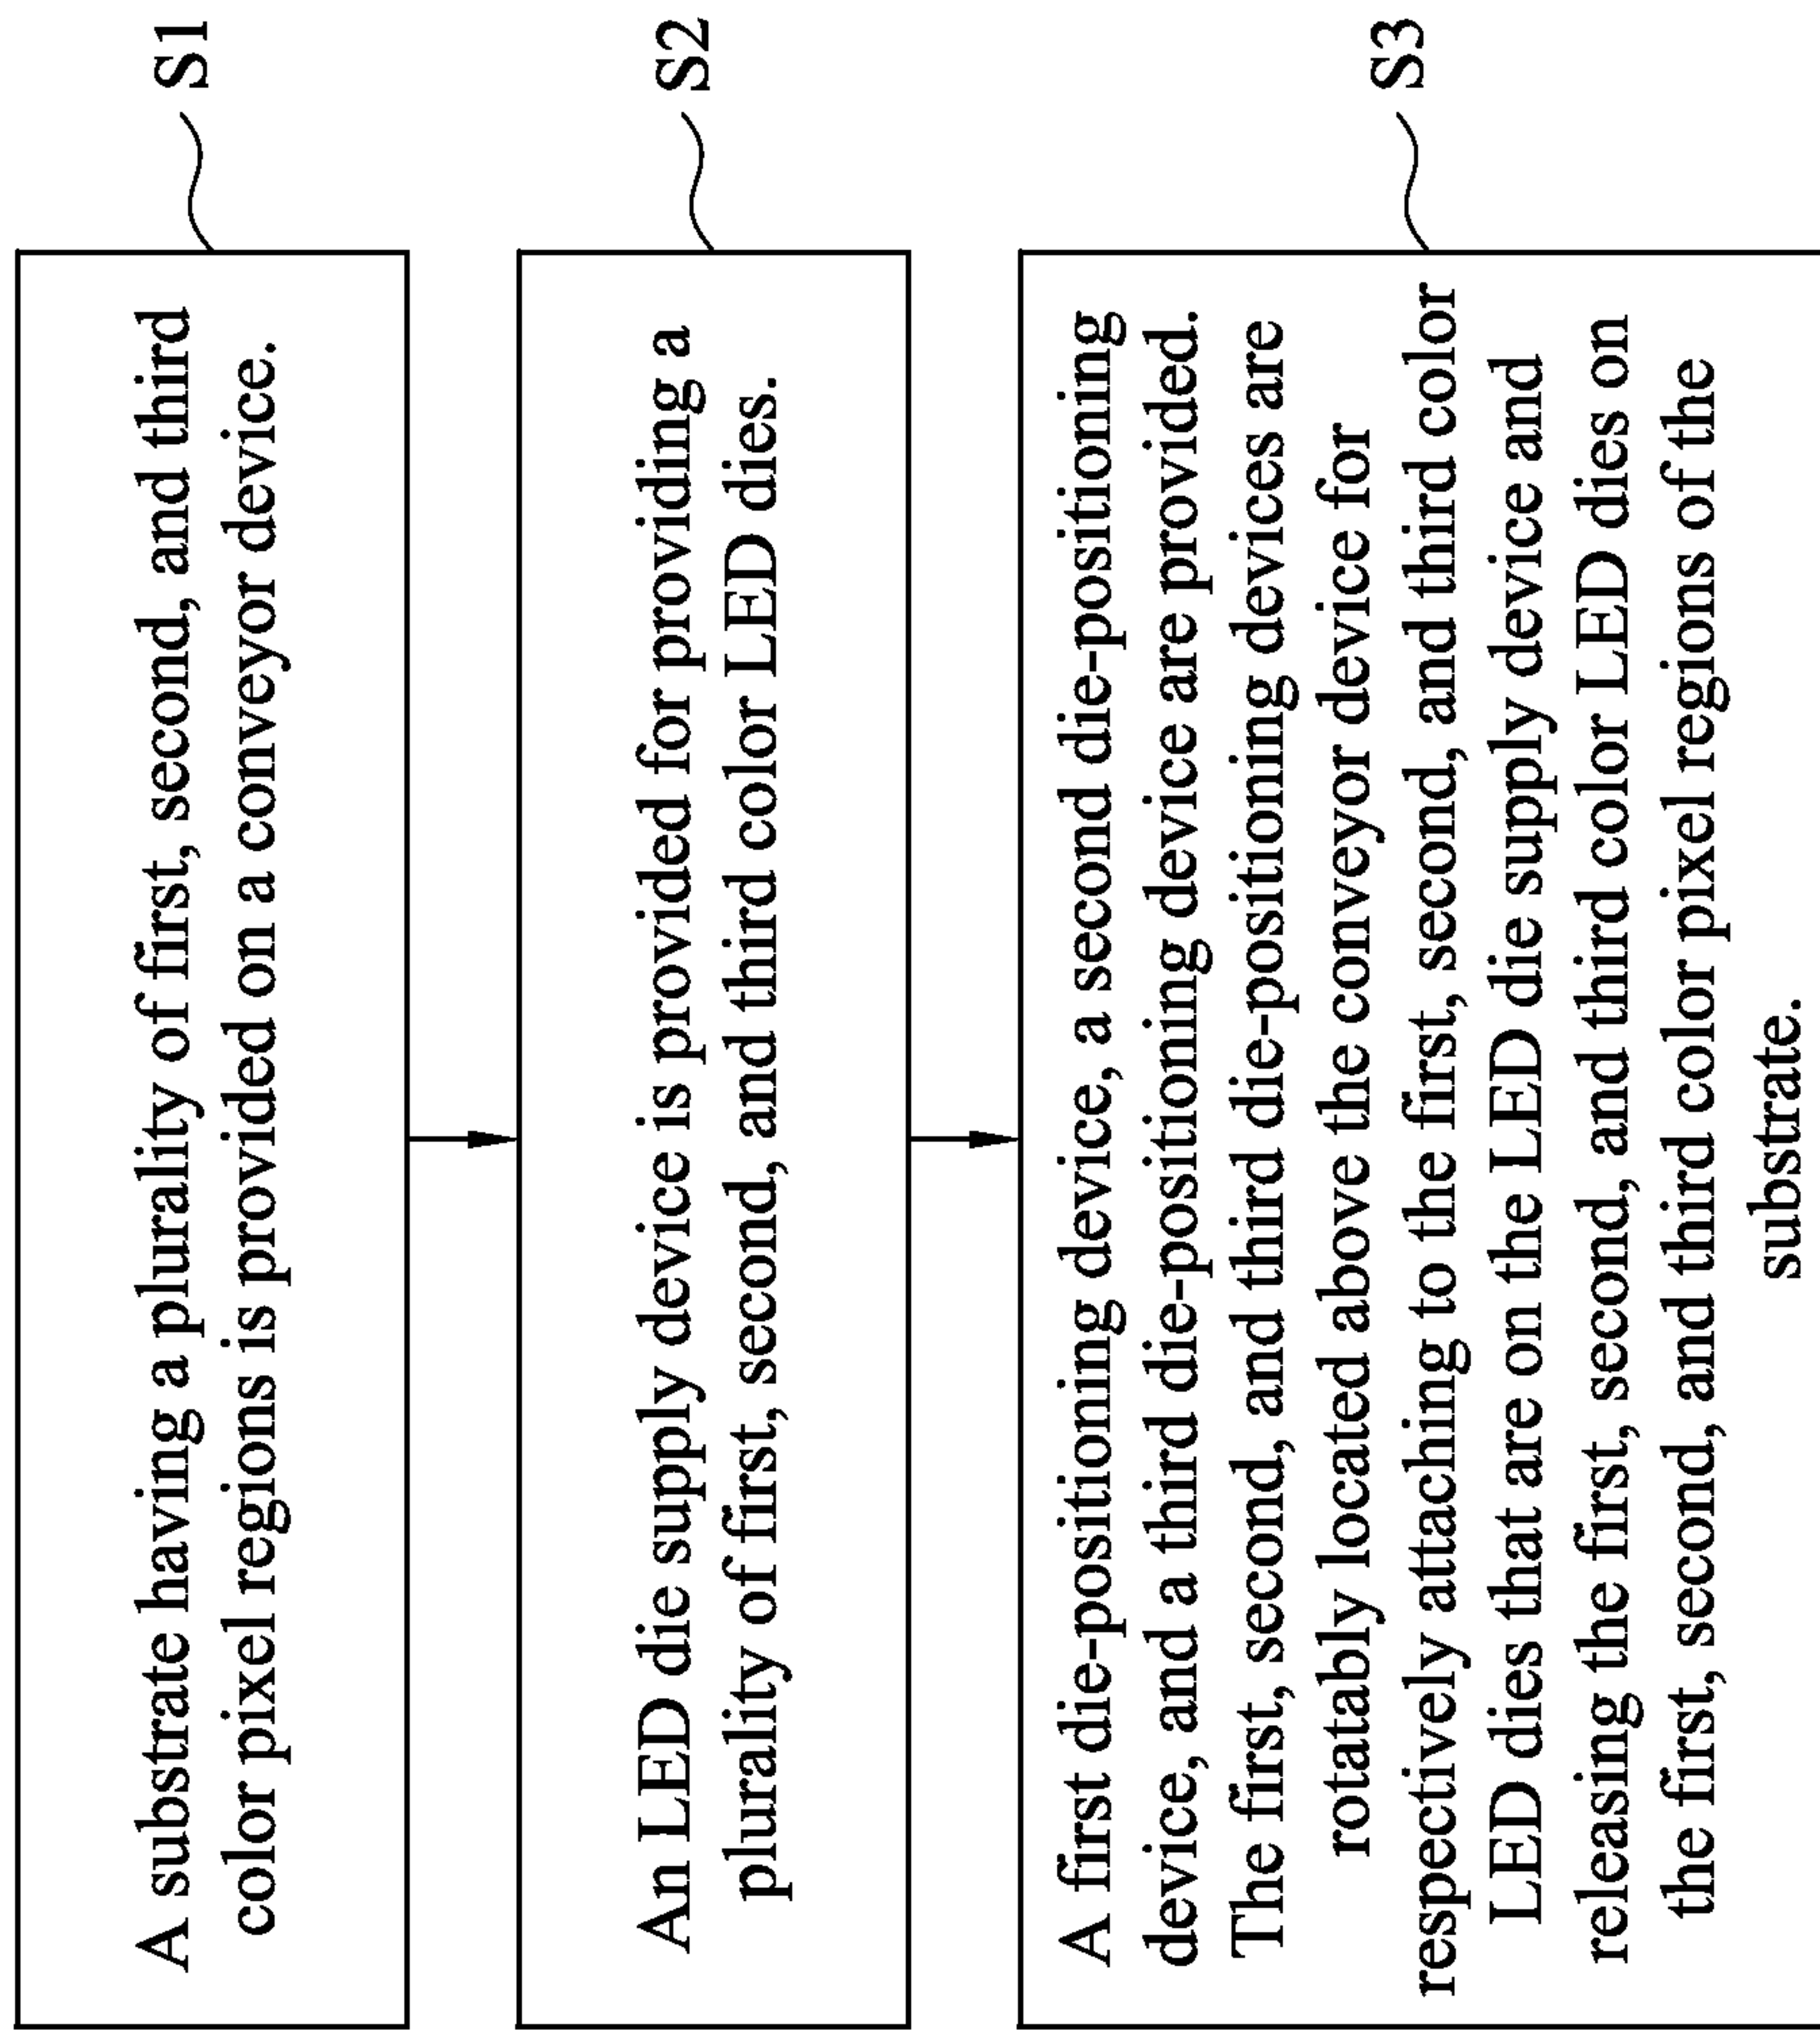 A substrate having a plurality of first, second, and third
color pixel regions is provided on a conveyor device.
S1
An LED die supply device is provided for providing a
plurality of first, second, and third color LED dies.
S2
A first die-positioning device, a second die-positioning
device, and a third die-positioning device are provided.
The first, second, and third die-positioning devices are
rotatably located above the conveyor device for
respectively attaching to the first, second, and third color
LED dies that are on the LED die supply device and
releasing the first, second, and third color LED dies on
the first, second, and third color pixel regions of the
substrate.
S3